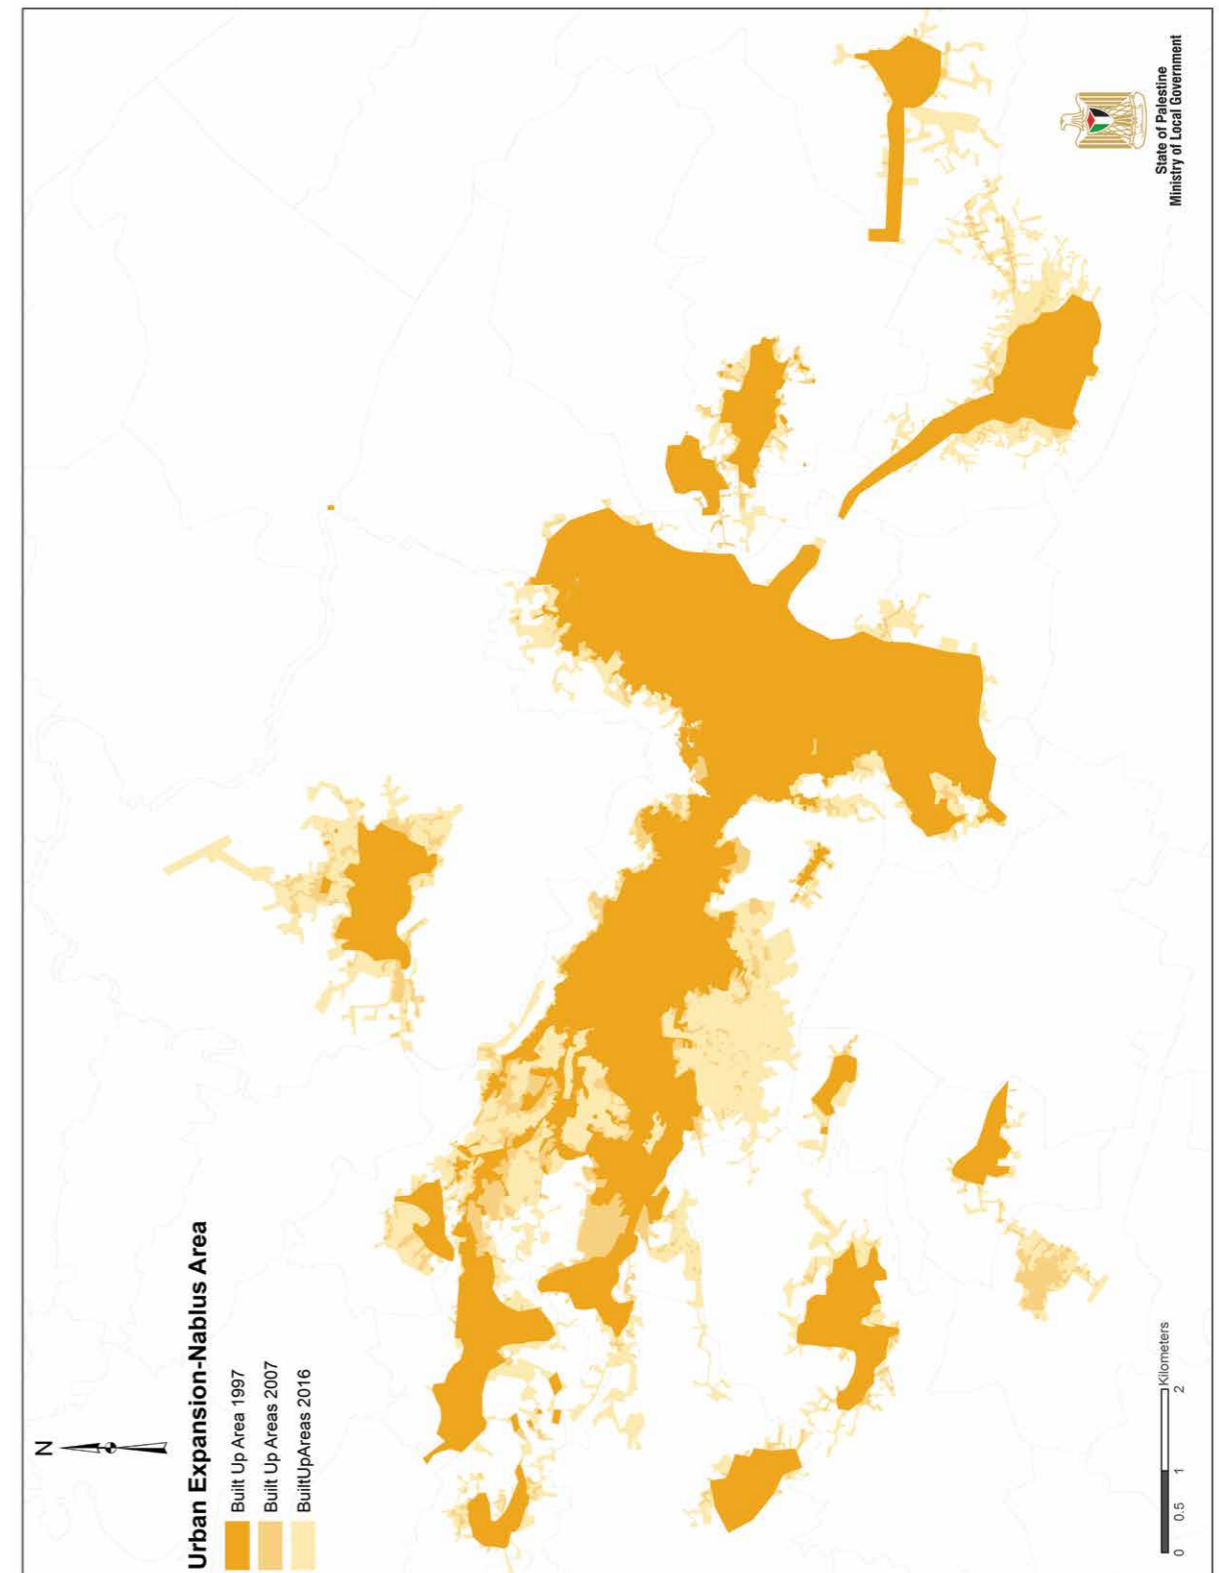 N
Urban Expansion-Nablus Area
Built Up Area 1997
Built Up Areas 2007
BuiltUpAreas 2016
0 0.5 1 2
Kilometers
State of Palestine
Ministry of Local Government